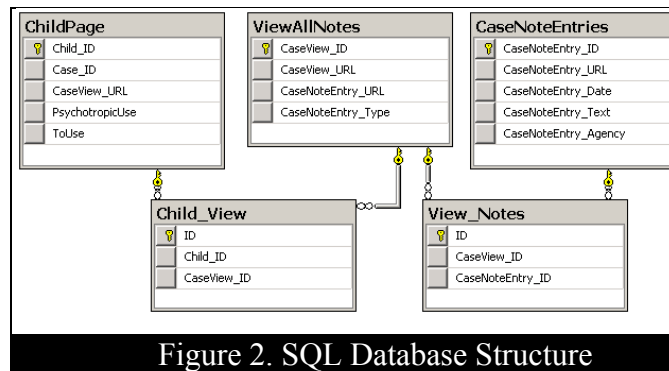 ChildPage
Child_ID
Case_ID
CaseView_URL
PsychotropicUse
ToUse
ViewAllNotes
CaseView_ID
CaseView_URL
CaseNoteEntry_URL
CaseNoteEntry_Type
CaseNoteEntries
CaseNoteEntry_ID
CaseNoteEntry_URL
CaseNoteEntry_Date
CaseNoteEntry_Text
CaseNoteEntry_Agency
Child_View
ID
Child_ID
CaseView_ID
View_Notes
ID
CaseView_ID
CaseNoteEntry_ID
Figure 2. SQL Database Structure